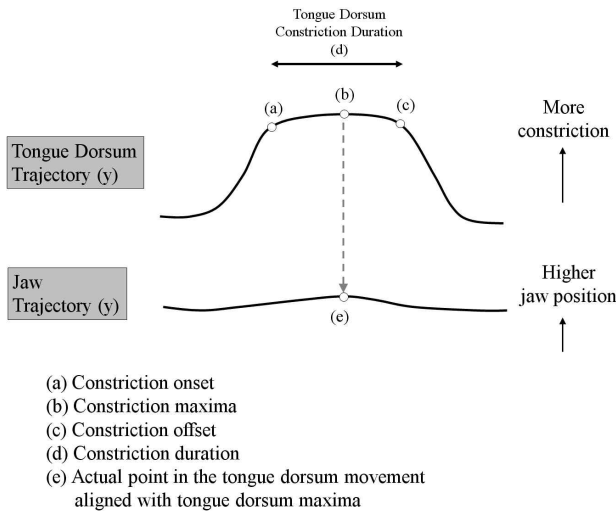 Tongue Dorsum
Constriction Duration
(d)
(a)
(b)
(c)
More
constriction
Tongue Dorsum
Trajectory (y)
Jaw
Trajectory (y)
Higher
jaw position
(e)
(a) Constriction onset
(b) Constriction maxima
(c) Constriction offset
(d) Constriction duration
(e) Actual point in the tongue dorsum movement
aligned with tongue dorsum maxima